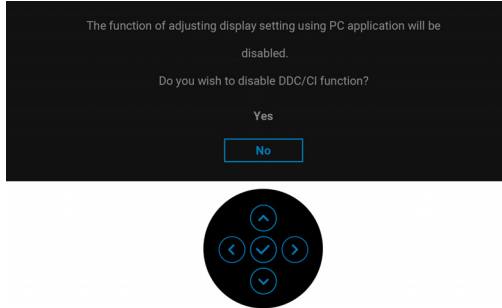 The function of adjusting display setting using PC application will be
disabled.
Do you wish to disable DDC/CI function?
Yes
No